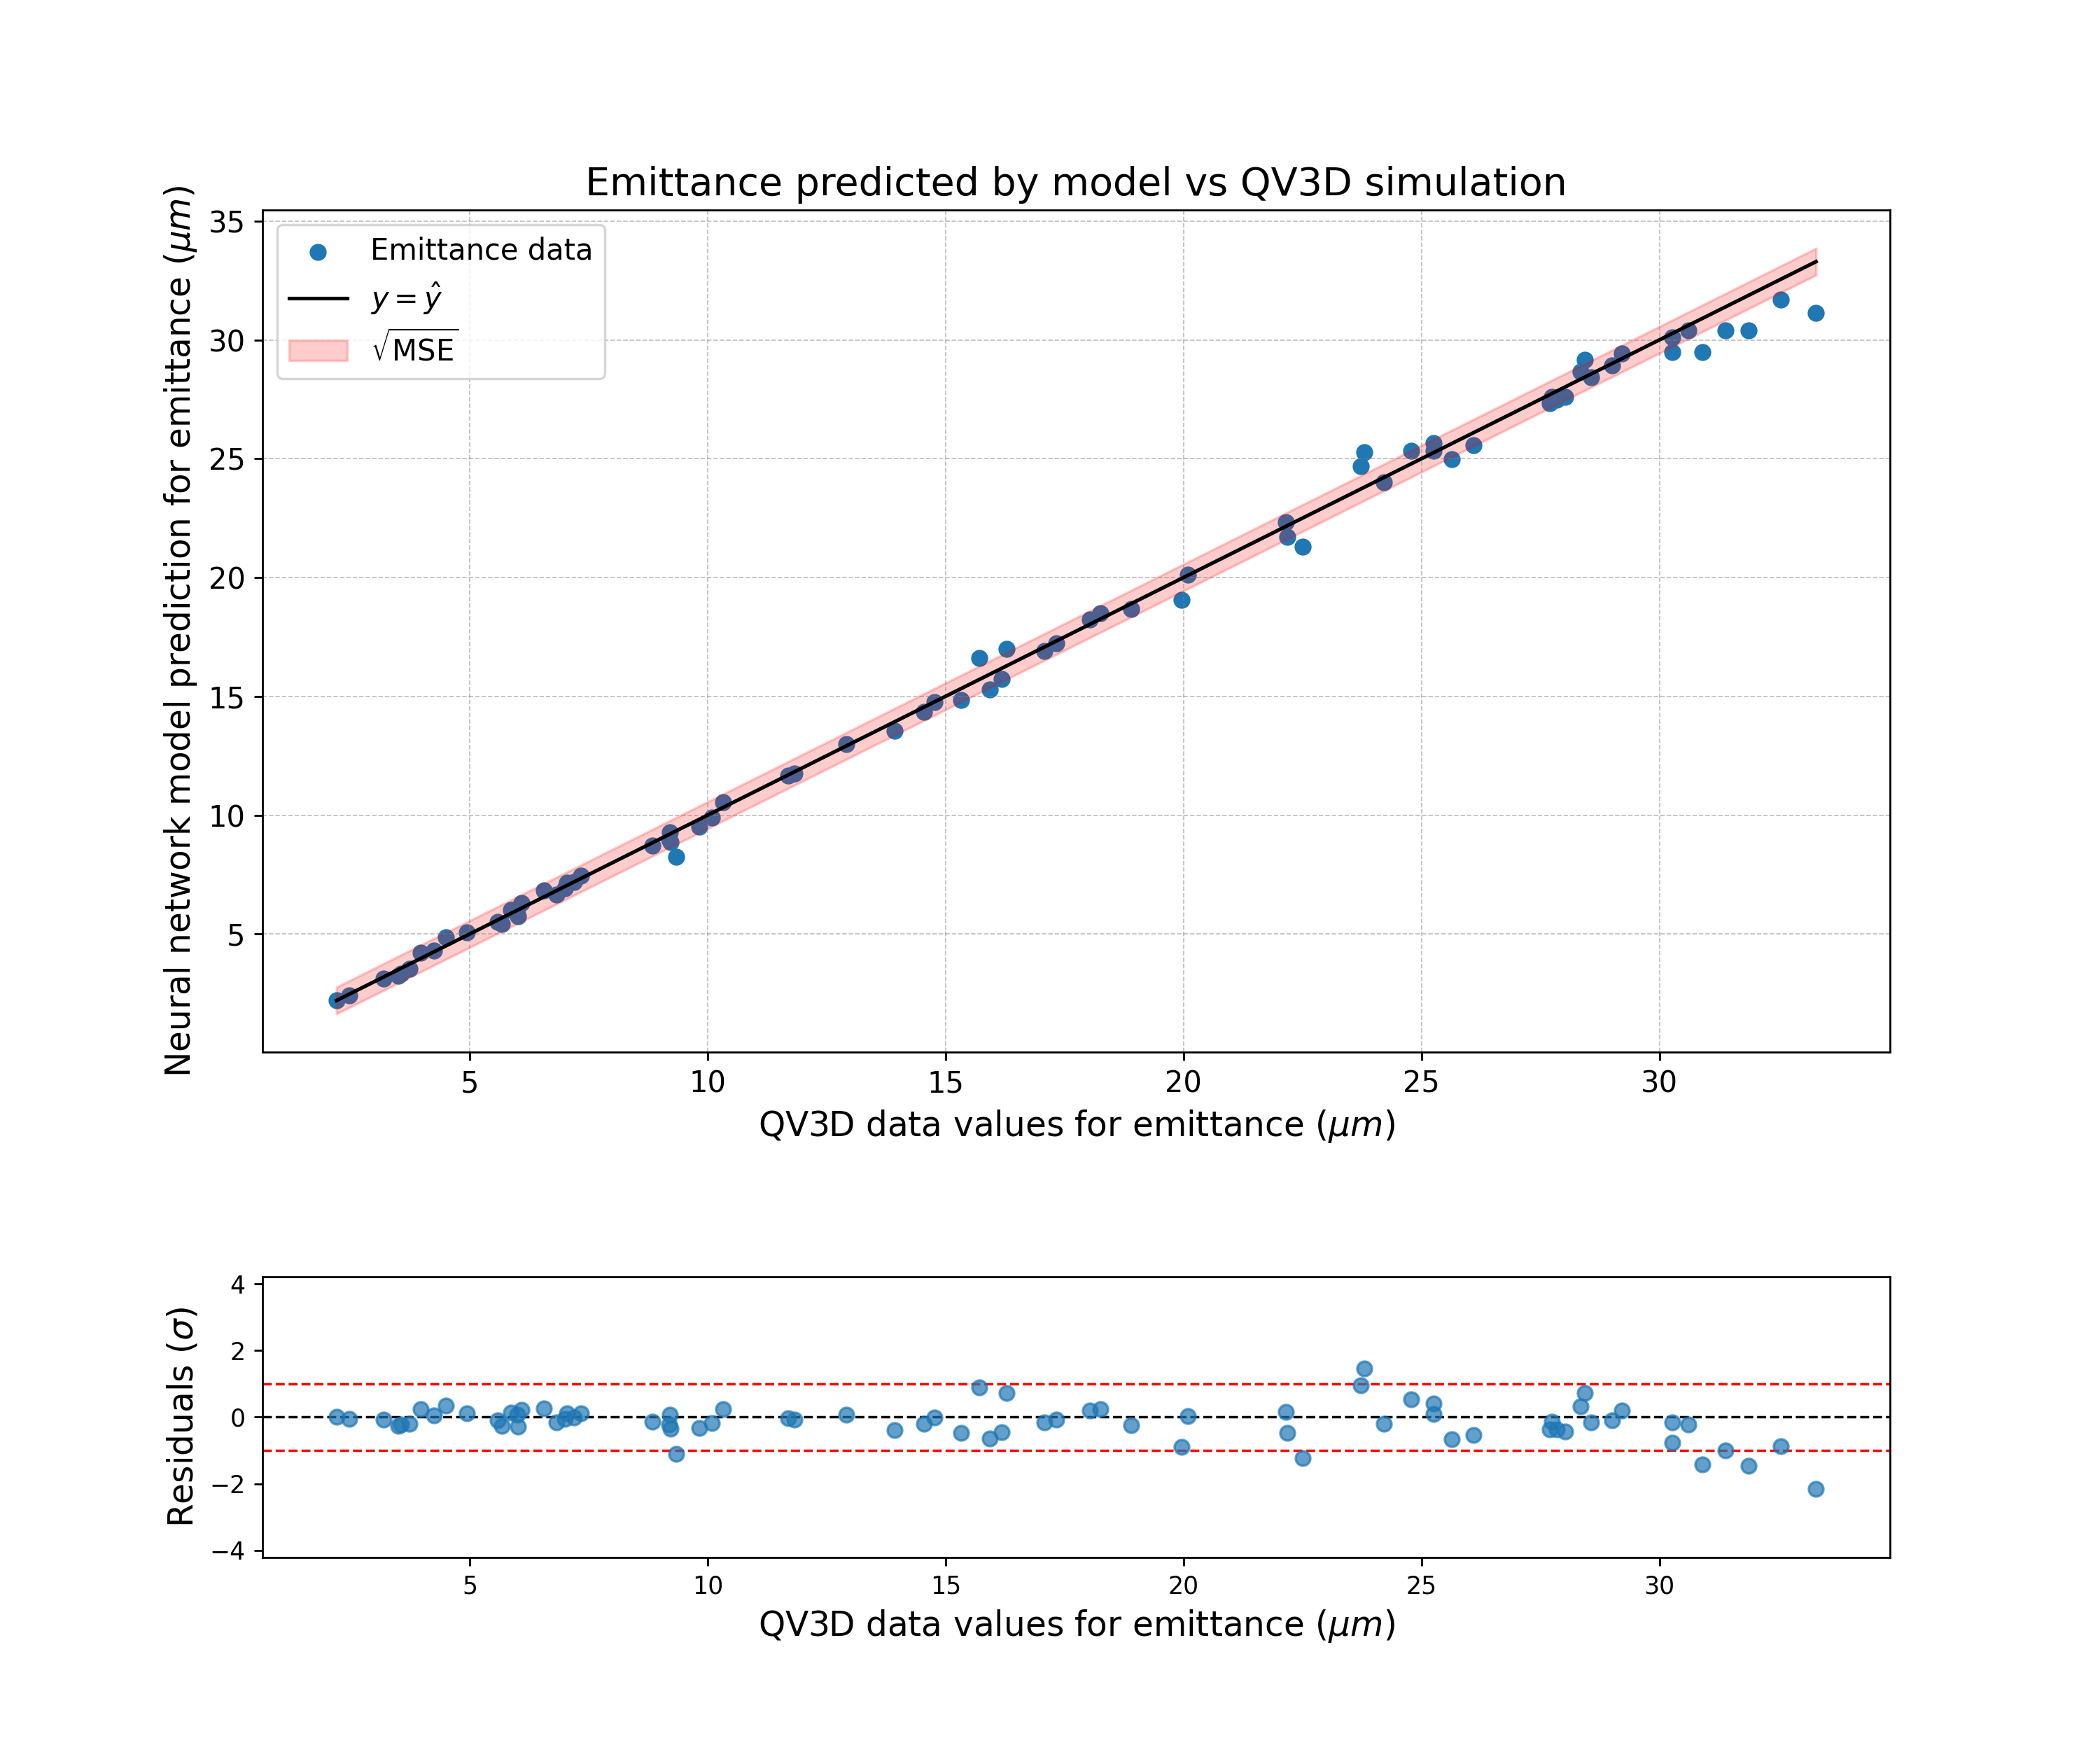 Emittance predicted by model vs QV3D simulation
Neural network model prediction for emittance (μm)
35
30
25
20
15
10
5
Emittance data
y = ŷ
√MSE
5 10 15 20 25 30
QV3D data values for emittance (μm)
Residuals (σ)
4
2
0
−2
−4
5 10 15 20 25 30
QV3D data values for emittance (μm)